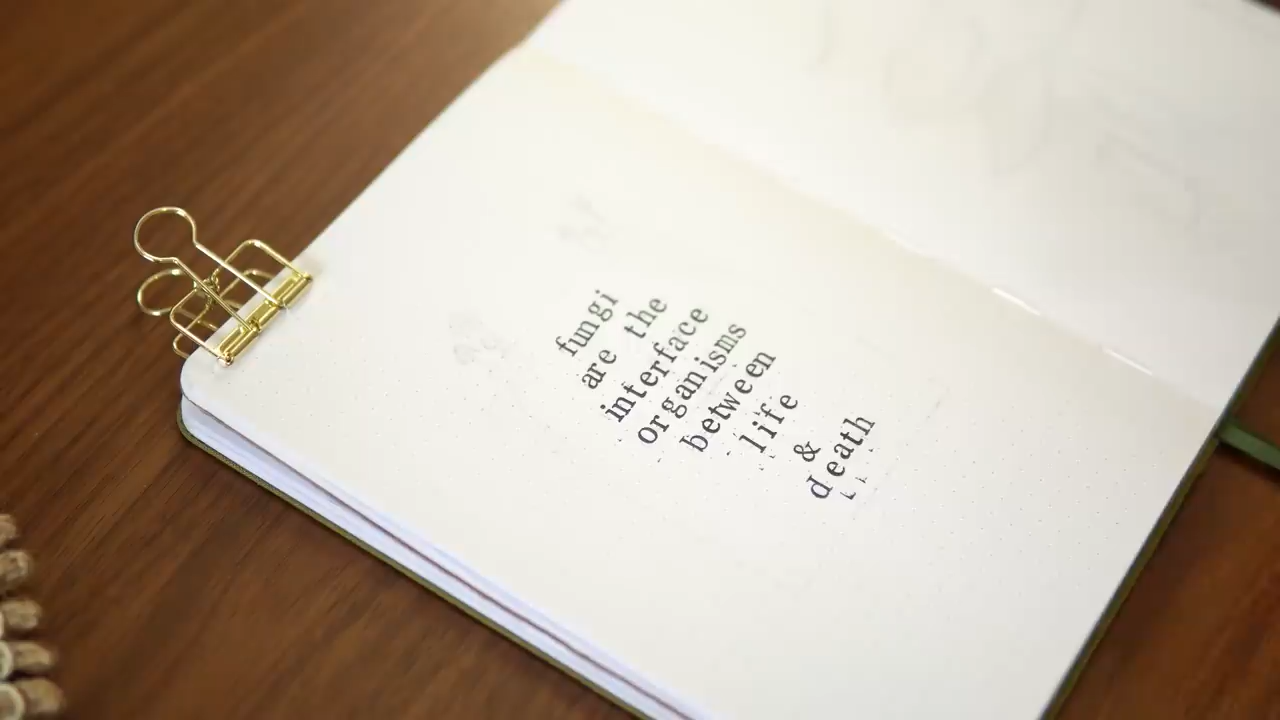 fungi
are the
interface
organisms
between
life
&
death